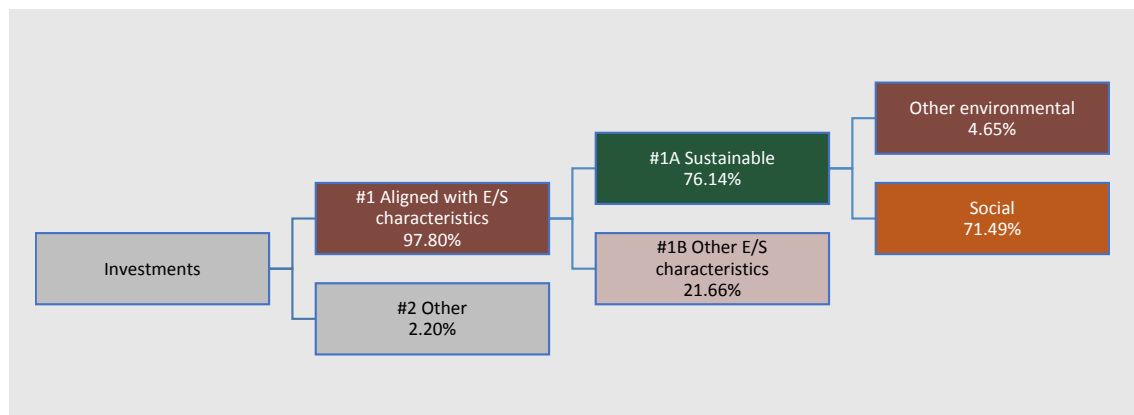 Investments
#1 Aligned with E/S
characteristics
97.80%
#2 Other
2.20%
#1A Sustainable
76.14%
#1B Other E/S
characteristics
21.66%
Other environmental
4.65%
Social
71.49%